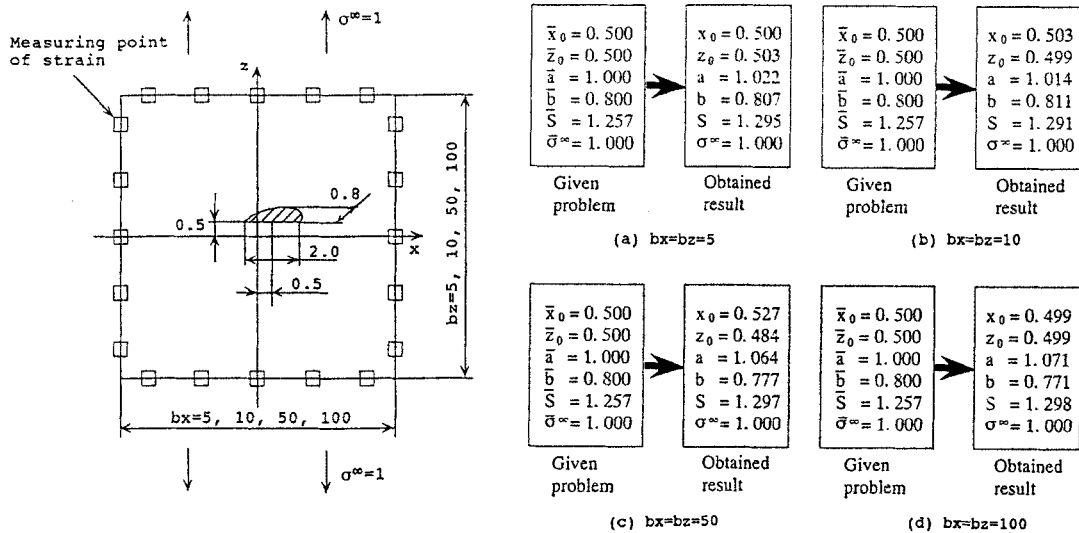 σ∞=1
Measuring point
of strain
z
0.8
0.5
x
2.0
0.5
bz=5, 10, 50, 100
bx=5, 10, 50, 100
σ∞=1
x̄₀ = 0. 500
z̄₀ = 0. 500
ā = 1. 000
b̄ = 0. 800
S̄ = 1. 257
σ̄∞ = 1. 000
Given
problem
x₀ = 0. 500
z₀ = 0. 503
a = 1. 022
b = 0. 807
S = 1. 295
σ∞ = 1. 000
Obtained
result
(a) bx=bz=5
x̄₀ = 0. 500
z̄₀ = 0. 500
ā = 1. 000
b̄ = 0. 800
S̄ = 1. 257
σ̄∞ = 1. 000
Given
problem
x₀ = 0. 503
z₀ = 0. 499
a = 1. 014
b = 0. 811
S = 1. 291
σ∞ = 1. 000
Obtained
result
(b) bx=bz=10
x̄₀ = 0. 500
z̄₀ = 0. 500
ā = 1. 000
b̄ = 0. 800
S̄ = 1. 257
σ̄∞ = 1. 000
Given
problem
x₀ = 0. 527
z₀ = 0. 484
a = 1. 064
b = 0. 777
S = 1. 297
σ∞ = 1. 000
Obtained
result
(c) bx=bz=50
x̄₀ = 0. 500
z̄₀ = 0. 500
ā = 1. 000
b̄ = 0. 800
S̄ = 1. 257
σ̄∞ = 1. 000
Given
problem
x₀ = 0. 499
z₀ = 0. 499
a = 1. 071
b = 0. 771
S = 1. 298
σ∞ = 1. 000
Obtained
result
(d) bx=bz=100